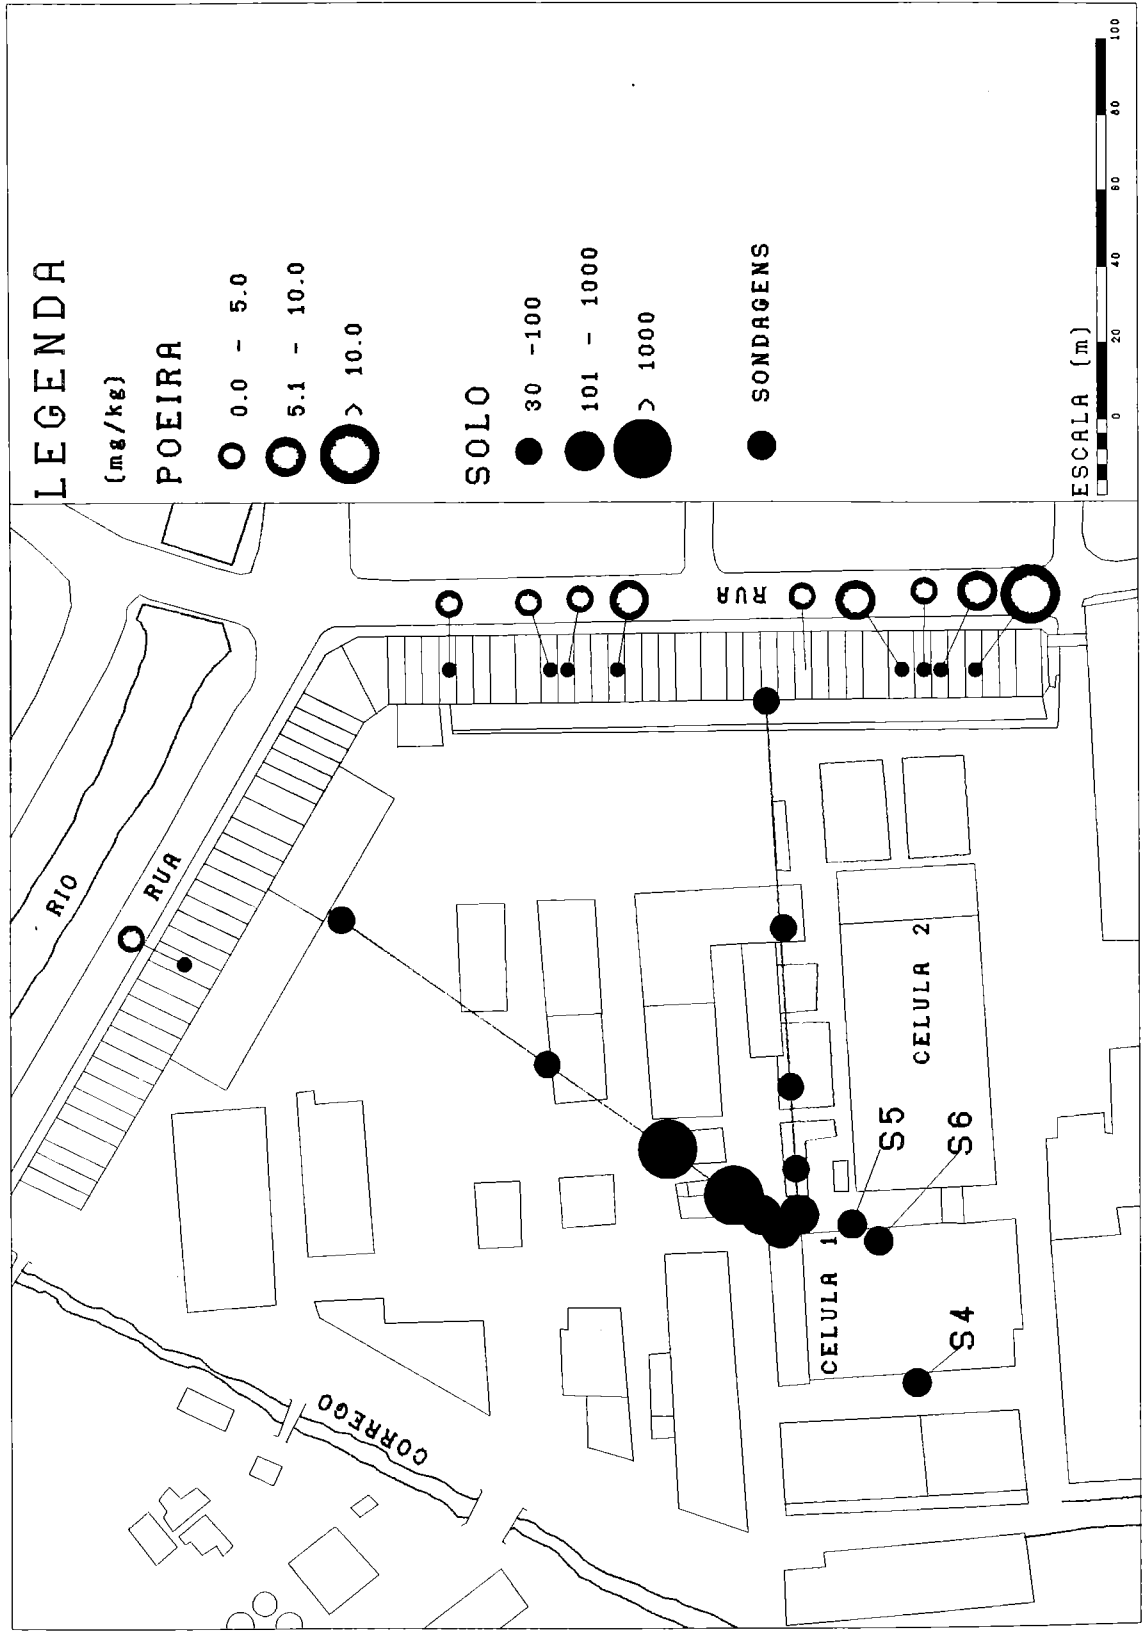 LEGENDA
(mg/kg)
POEIRA
0.0 - 5.0
5.1 - 10.0
> 10.0
SOLO
30 -100
101 - 1000
> 1000
SONDAGENS
ESCALA (m)
0 20 40 60 80 100
RIO
RUA
RUA
CORREGO
CELULA 1
CELULA 2
S5
S6
S4